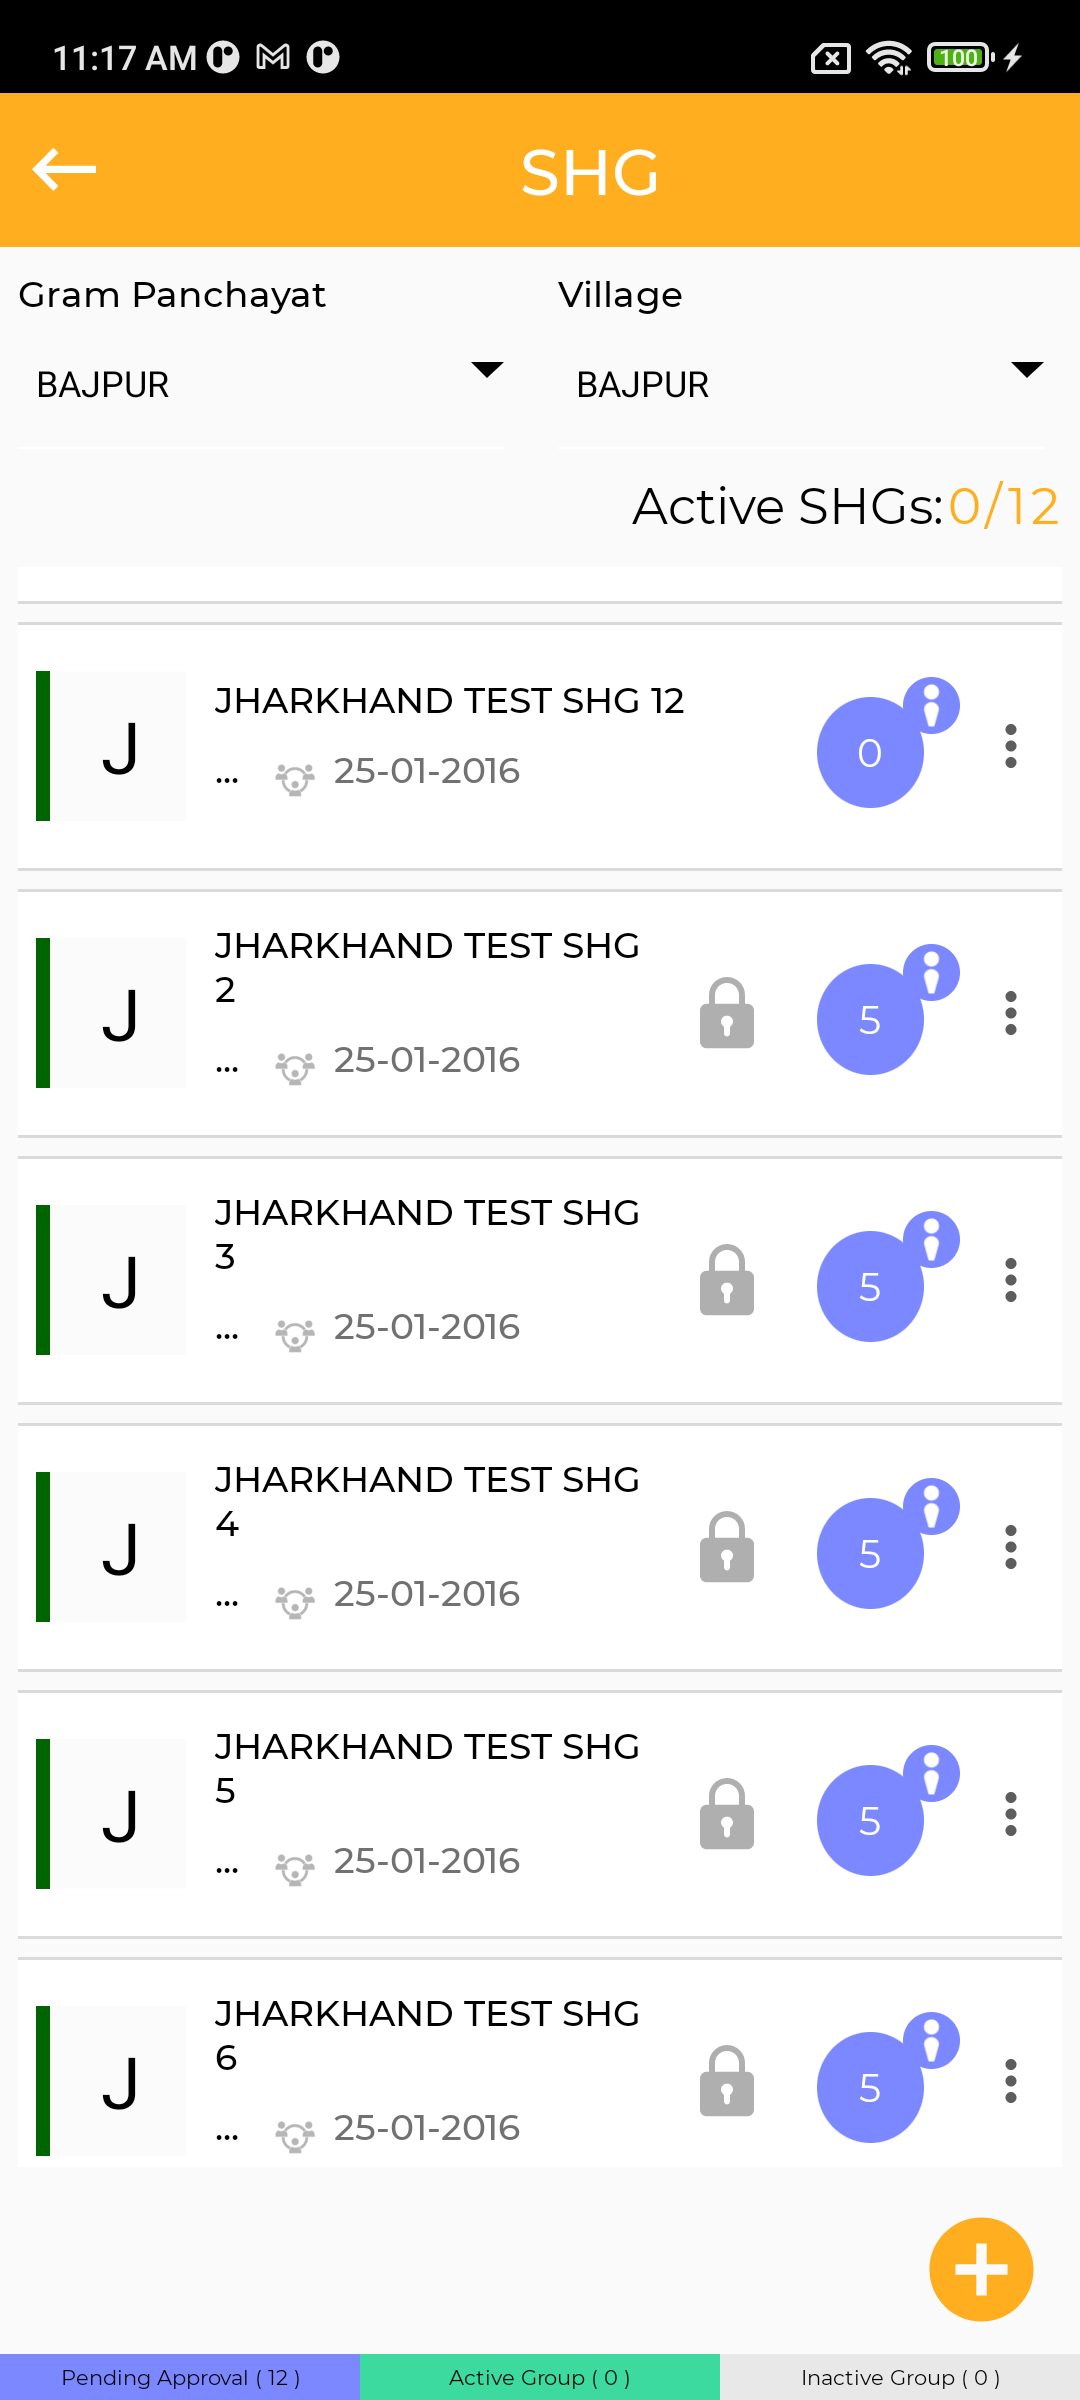 11:17 AM
100
SHG
Gram Panchayat
Village
BAJPUR
BAJPUR
Active SHGs: 0/12
J
JHARKHAND TEST SHG 12
... 25-01-2016
0
J
JHARKHAND TEST SHG
2
... 25-01-2016
5
J
JHARKHAND TEST SHG
3
... 25-01-2016
5
J
JHARKHAND TEST SHG
4
... 25-01-2016
5
J
JHARKHAND TEST SHG
5
... 25-01-2016
5
J
JHARKHAND TEST SHG
6
... 25-01-2016
5
Pending Approval ( 12 )
Active Group ( 0 )
Inactive Group ( 0 )